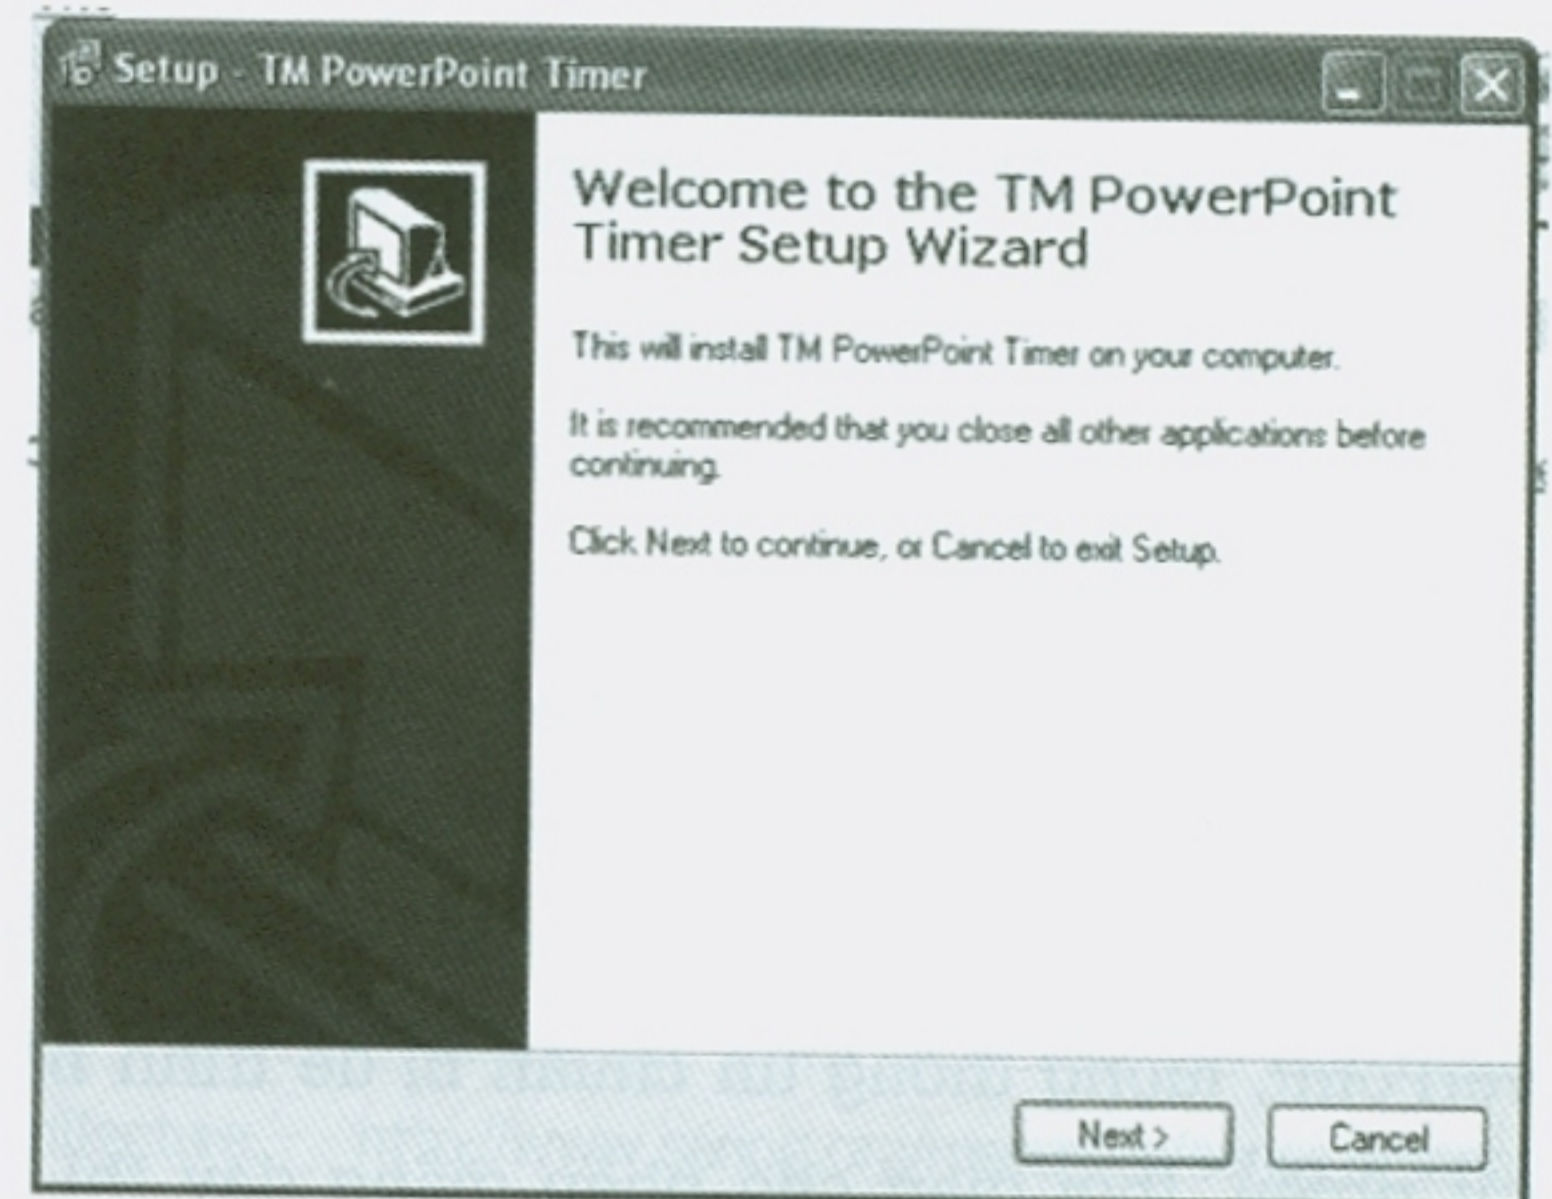 Setup - TM PowerPoint Timer
Welcome to the TM PowerPoint
Timer Setup Wizard
This will install TM PowerPoint Timer on your computer.
It is recommended that you close all other applications before
continuing.
Click Next to continue, or Cancel to exit Setup.
Next >
Cancel